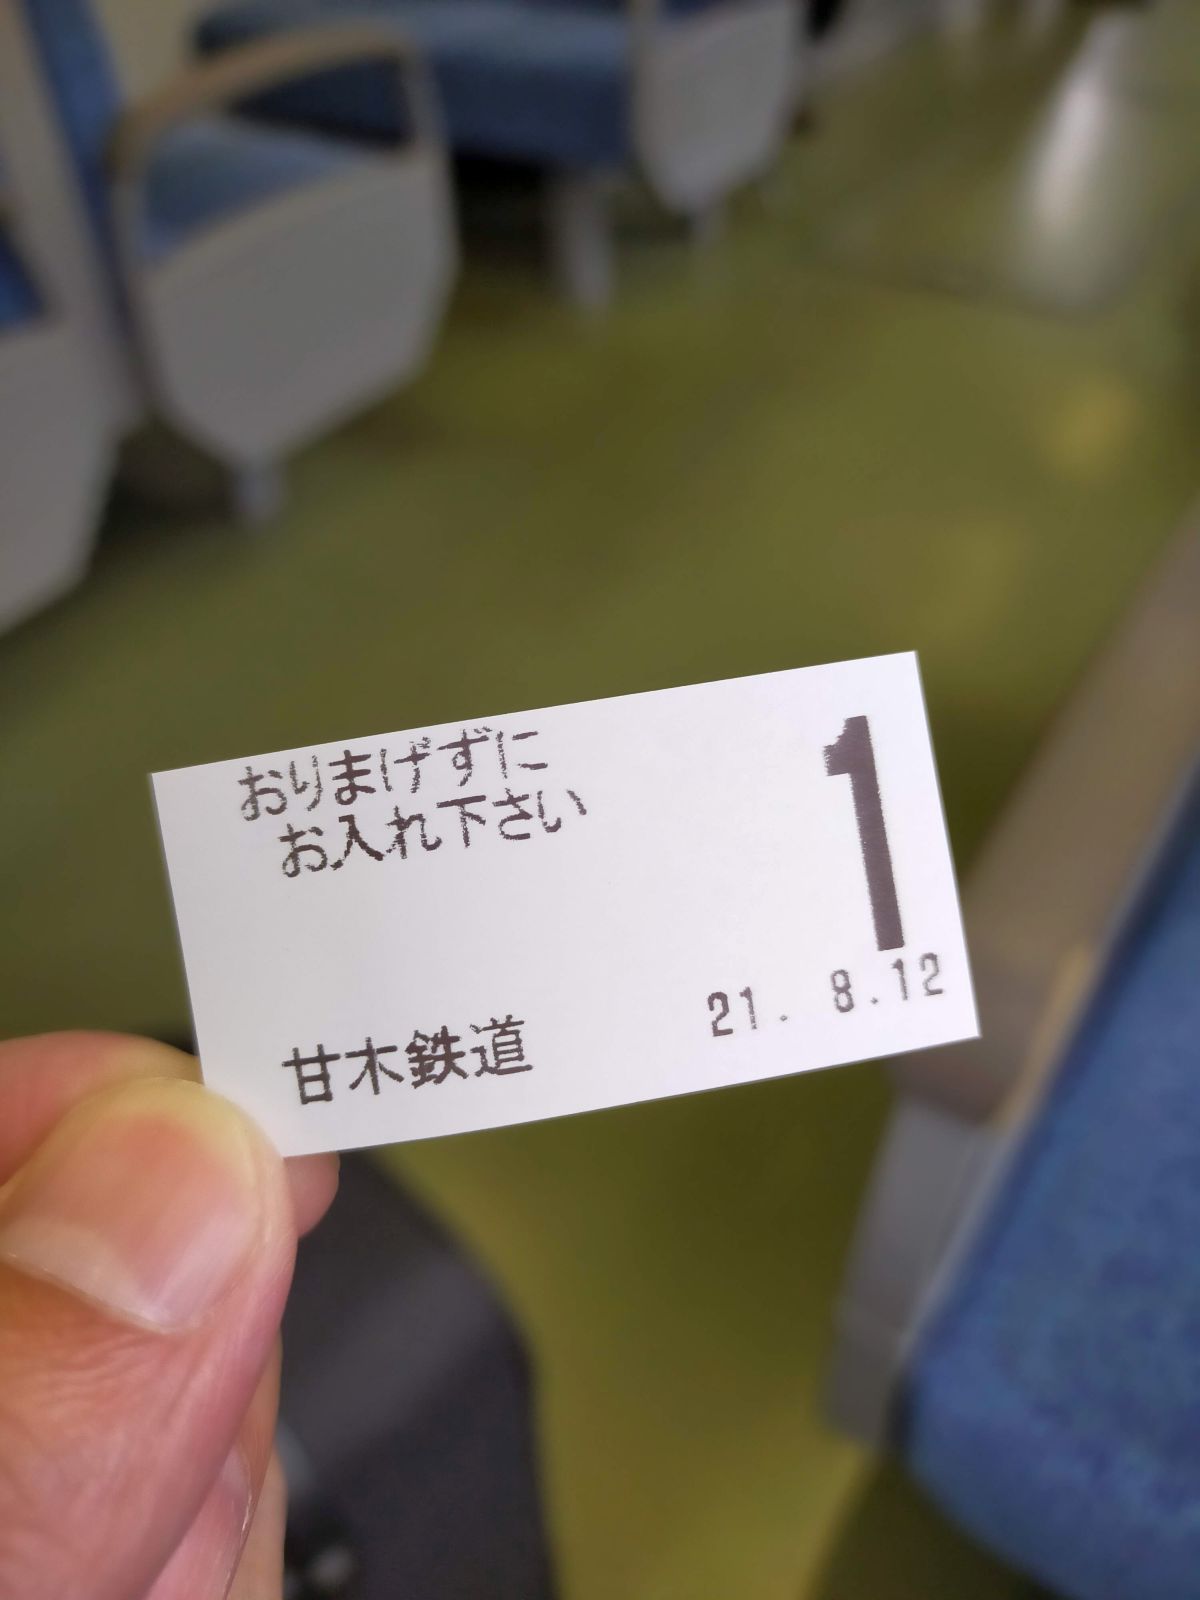 おりまげずに
お入れ下さい
1
21. 8.12
甘木鉄道